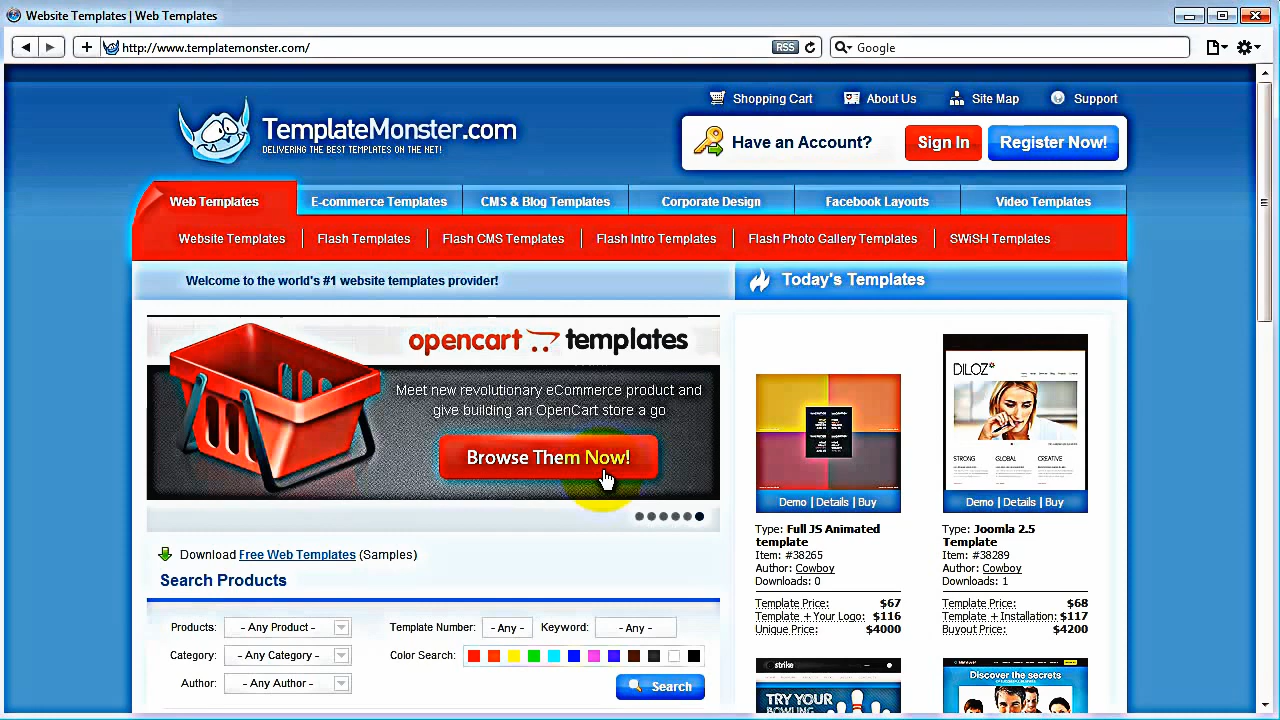 Website Templates | Web Templates
http://www.templatemonster.com/
RSS
Google
Shopping Cart
About Us
Site Map
Support
TemplateMonster.com
DELIVERING THE BEST TEMPLATES ON THE NET!
Have an Account?
Sign In
Register Now!
Web Templates
E-commerce Templates
CMS & Blog Templates
Corporate Design
Facebook Layouts
Video Templates
Website Templates
Flash Templates
Flash CMS Templates
Flash Intro Templates
Flash Photo Gallery Templates
SWiSH Templates
Welcome to the world's #1 website templates provider!
Today's Templates
opencart templates
Meet new revolutionary eCommerce product and
give building an OpenCart store a go
Browse Them Now!
Download Free Web Templates (Samples)
Search Products
Products: - Any Product -
Template Number: - Any -
Keyword: - Any -
Category: - Any Category -
Color Search:
Author: - Any Author -
Search
Demo | Details | Buy
Type: Full JS Animated
template
Item: #38265
Author: Cowboy
Downloads: 0
Template Price: $67
Template + Your Logo: $116
Unique Price: $4000
DILOZ*
STRONG
GLOBAL
CREATIVE
Demo | Details | Buy
Type: Joomla 2.5
Template
Item: #38289
Author: Cowboy
Downloads: 1
Template Price: $68
Template + Installation: $117
Buyout Price: $4200
strike
TRY YOUR
BOWLING
Discover the secrets